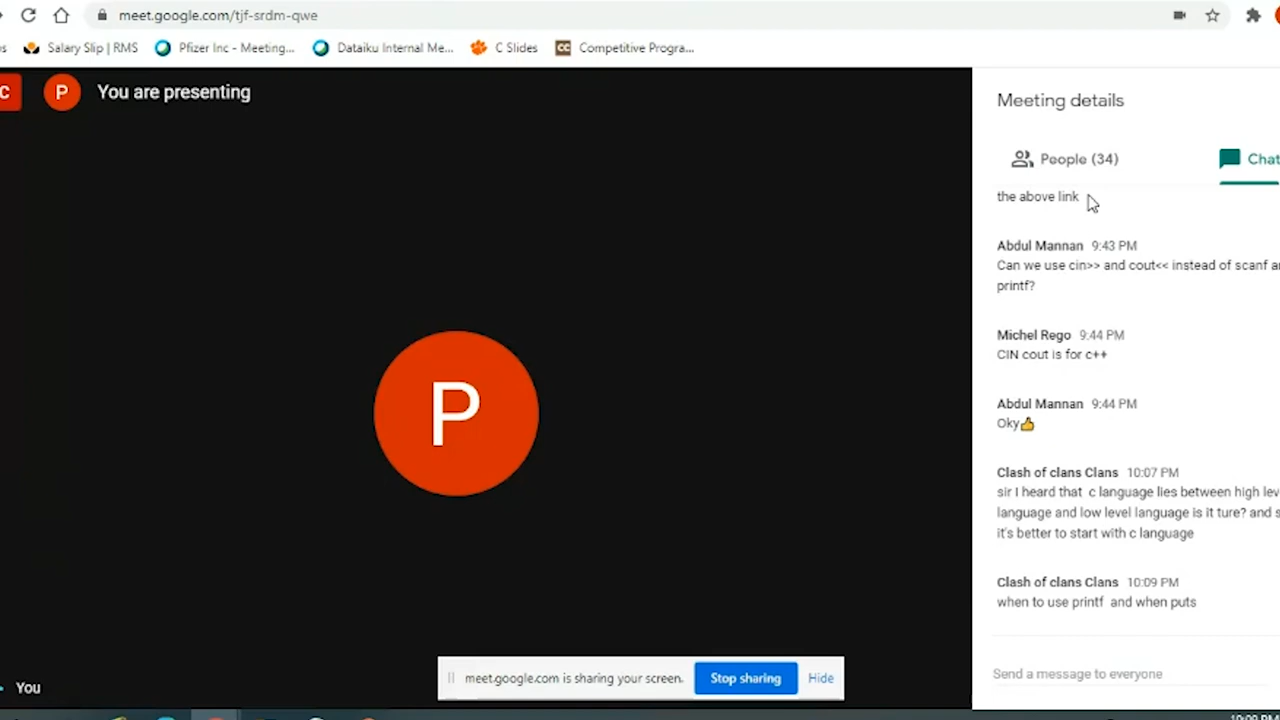 meet.google.com/tjf-srdm-qwe
Salary Slip | RMS
Pfizer Inc - Meeting...
Dataiku Internal Me...
C Slides
CC
Competitive Progra...
C
P
You are presenting
Meeting details
People (34)
Chat
the above link
Abdul Mannan 9:43 PM
Can we use cin>> and cout<< instead of scanf
printf?
Michel Rego 9:44 PM
CIN cout is for c++
Abdul Mannan 9:44 PM
Oky👍
Clash of clans Clans 10:07 PM
sir I heard that c language lies between high lev
language and low level language is it ture? and s
it's better to start with c language
Clash of clans Clans 10:09 PM
when to use printf and when puts
P
meet.google.com is sharing your screen.
Stop sharing
Hide
Send a message to everyone
You